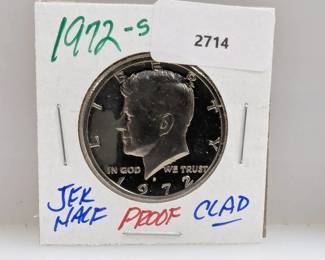 1972-S
2714
LIBERTY
IN GOD WE TRUST
1972
JFK PROOF CLAD
HALF